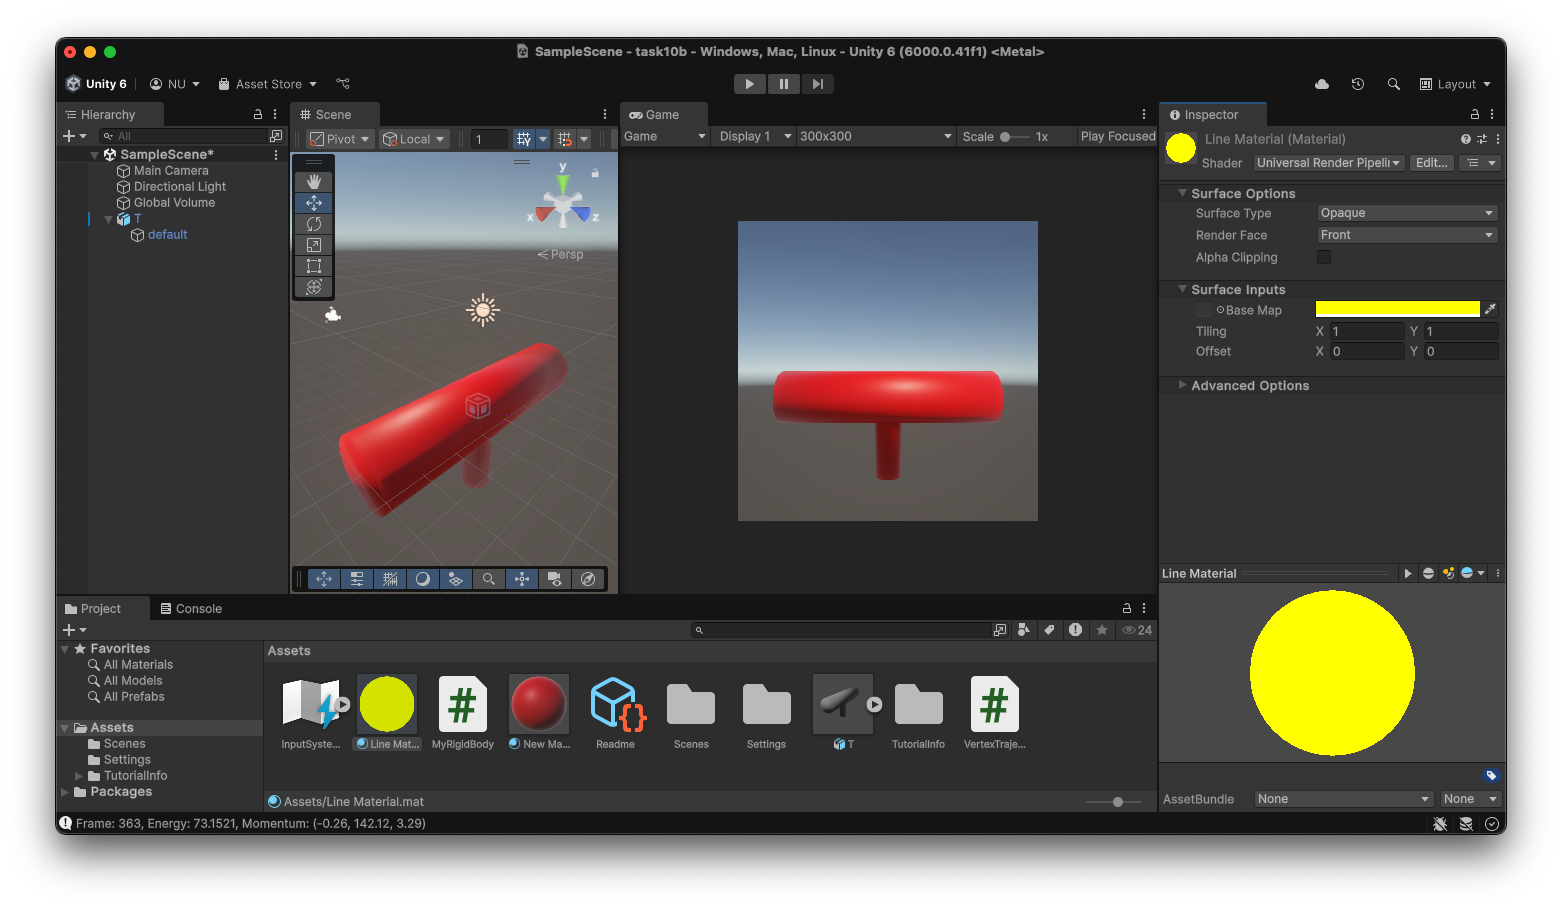 SampleScene - task10b - Windows, Mac, Linux - Unity 6 (6000.0.41f1) <Metal>
Unity 6 NU Asset Store Layout
Hierarchy
All
SampleScene*
Main Camera
Directional Light
Global Volume
T
default
Scene
Pivot Local 1
y
x
z
Persp
Game
Game Display 1 300x300 Scale 1x Play Focused
Inspector
Line Material (Material)
Shader Universal Render Pipelin Edit...
Surface Options
Surface Type Opaque
Render Face Front
Alpha Clipping
Surface Inputs
Base Map
Tiling X 1 Y 1
Offset X 0 Y 0
Advanced Options
Line Material
AssetBundle None None
Project Console
24
Favorites
All Materials
All Models
All Prefabs
Assets
Scenes
Settings
TutorialInfo
Packages
Assets
InputSyste... Line Mat... MyRigidBody New Ma... Readme Scenes Settings T TutorialInfo VertexTraje...
Assets/Line Material.mat
Frame: 363, Energy: 73.1521, Momentum: (-0.26, 142.12, 3.29)